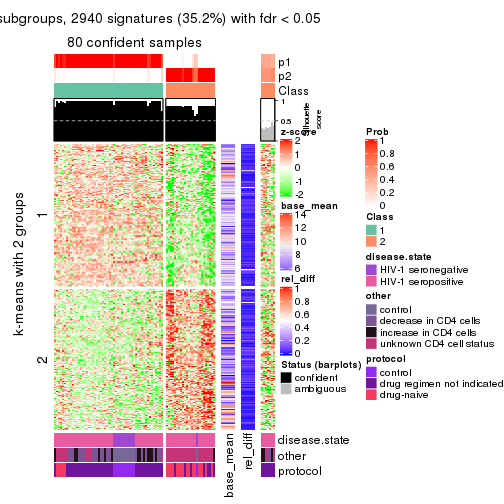 subgroups, 2940 signatures (35.2%) with fdr < 0.05
80 confident samples
p1
p2
Class
1
0.5
0
silhouette
score
k-means with 2 groups
1
2
z-score
2
1
0
-1
-2
base_mean
14
12
10
8
6
rel_diff
1
0.8
0.6
0.4
0.2
0
Status (barplots)
confident
ambiguous
Prob
1
0.8
0.6
0.4
0.2
0
Class
1
2
disease.state
HIV-1 seronegative
HIV-1 seropositive
other
control
decrease in CD4 cells
increase in CD4 cells
unknown CD4 cell status
protocol
control
drug regimen not indicated
drug-naive
disease.state
other
protocol
base_mean
rel_diff